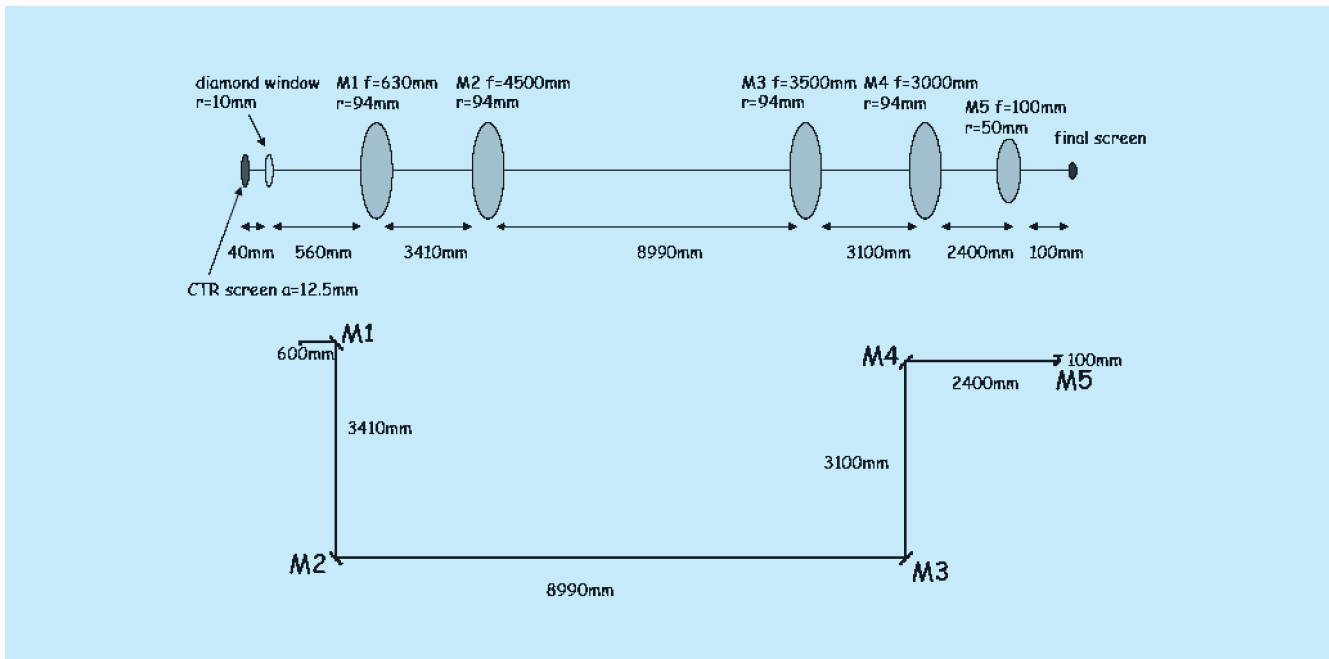 diamond window
r=10mm
M1 f=630mm
r=94mm
M2 f=4500mm
r=94mm
M3 f=3500mm
r=94mm
M4 f=3000mm
r=94mm
M5 f=100mm
r=50mm
final screen
40mm
560mm
3410mm
8990mm
3100mm
2400mm
100mm
CTR screen a=12.5mm
M1
600mm
3410mm
M2
8990mm
M3
3100mm
M4
2400mm
100mm
M5